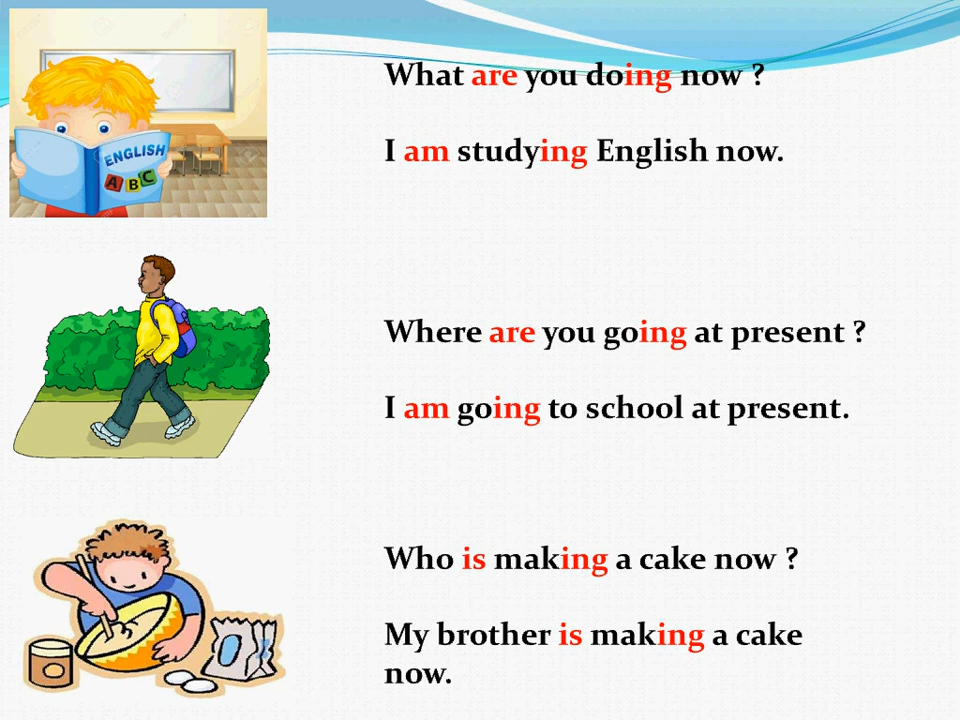 ENGLISH
A B C
What are you doing now ?
I am studying English now.
Where are you going at present ?
I am going to school at present.
Who is making a cake now ?
My brother is making a cake
now.